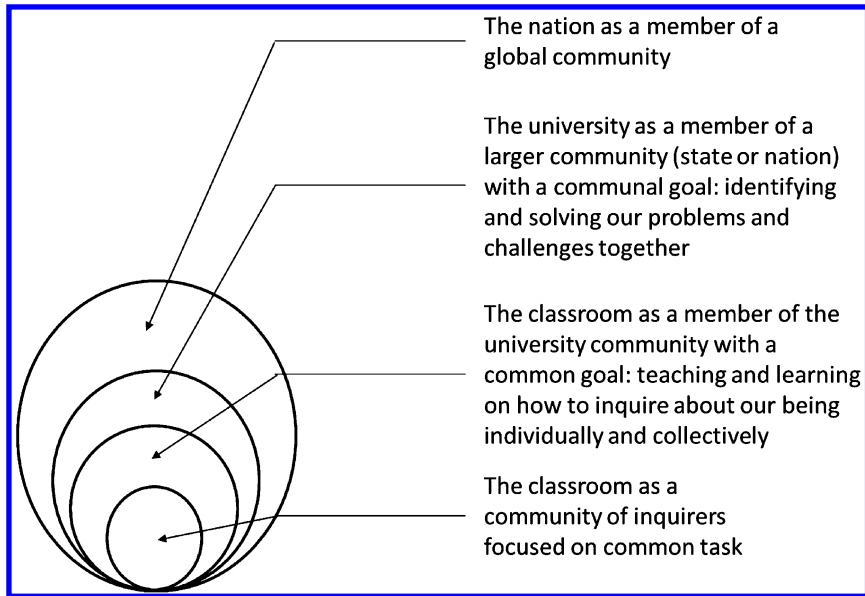 The nation as a member of a
global community
The university as a member of a
larger community (state or nation)
with a communal goal: identifying
and solving our problems and
challenges together
The classroom as a member of the
university community with a
common goal: teaching and learning
on how to inquire about our being
individually and collectively
The classroom as a
community of inquirers
focused on common task